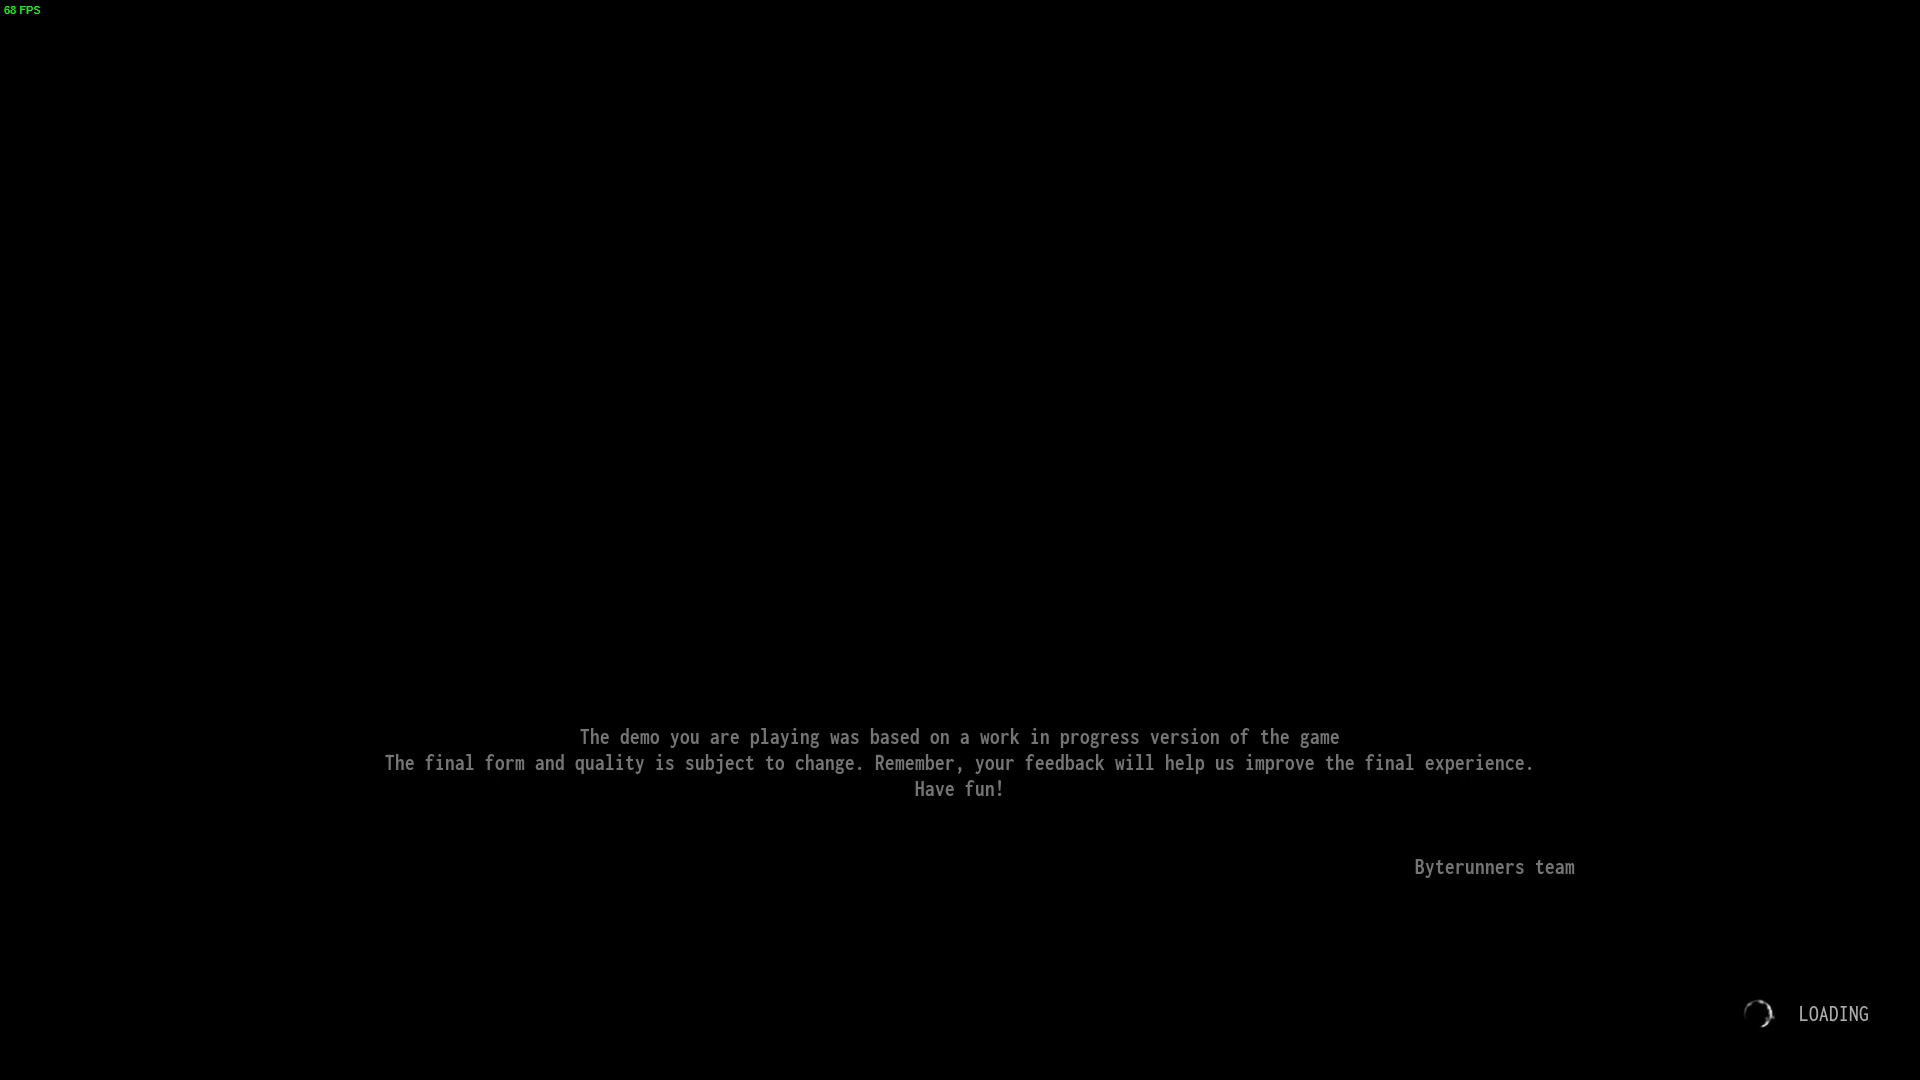 68 FPS
The demo you are playing was based on a work in progress version of the game
The final form and quality is subject to change. Remember, your feedback will help us improve the final experience.
Have fun!
Byterunners team
LOADING